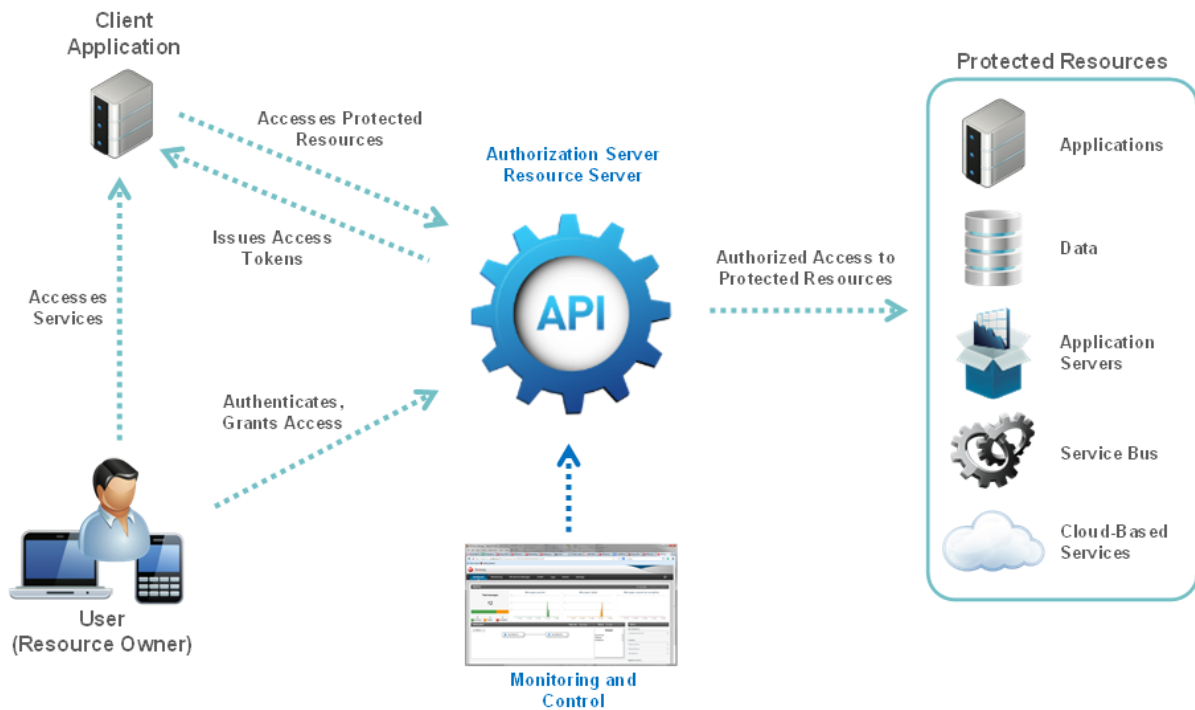 Client
Application
Protected Resources
Accesses Protected
Resources
Applications
Authorization Server
Resource Server
Issues Access
Tokens
Data
Authorized Access to
Protected Resources
API
Accesses
Services
Application
Servers
Authenticates,
Grants Access
Service Bus
Cloud-Based
Services
User
(Resource Owner)
Monitoring and
Control